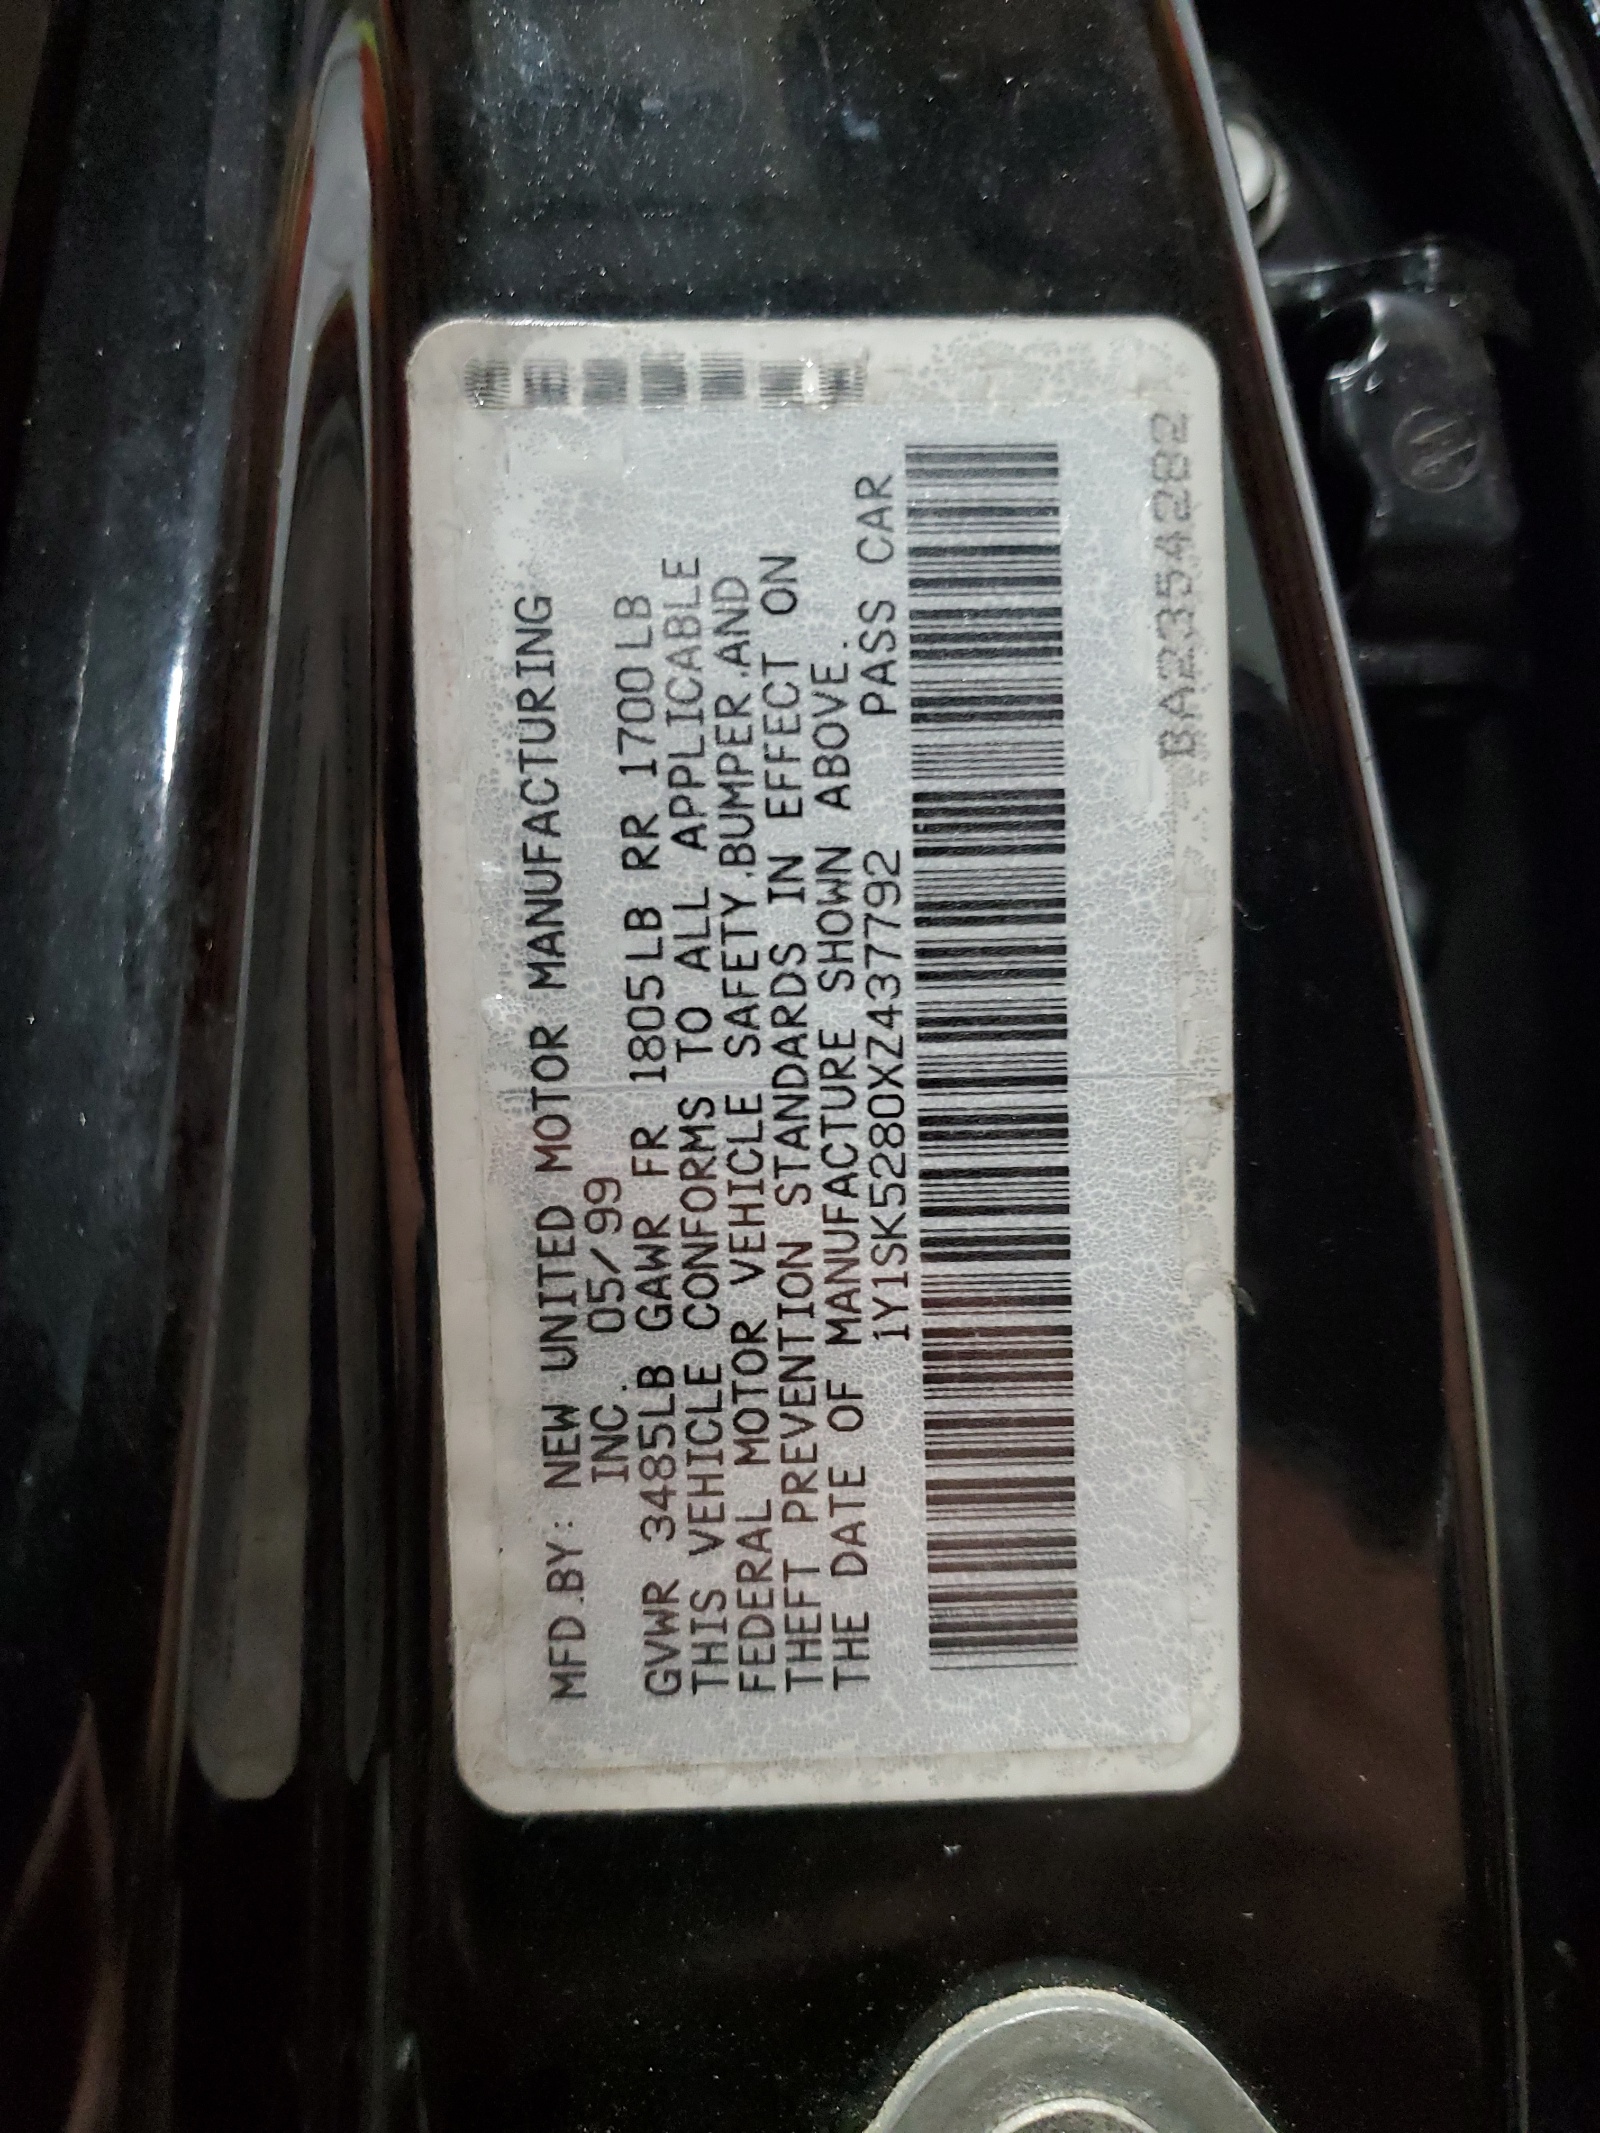 MFD.BY: NEW UNITED MOTOR MANUFACTURING
INC. 05/99
GVWR 3485LB GAWR FR 1805LB RR 1700LB
THIS VEHICLE CONFORMS TO ALL APPLICABLE
FEDERAL MOTOR VEHICLE SAFETY.BUMPER.AND
THEFT PREVENTION STANDARDS IN EFFECT ON
THE DATE OF MANUFACTURE SHOWN ABOVE.
1Y1SK5280XZ437792 PASS CAR
BA2354282